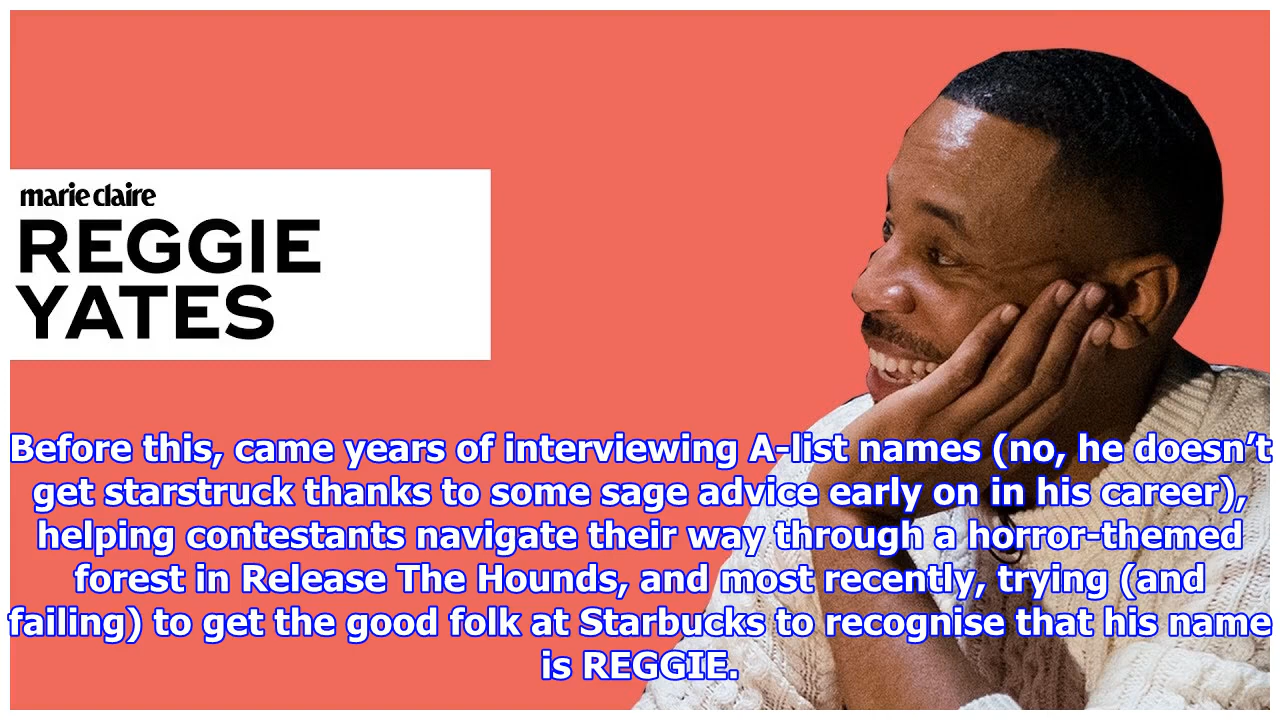 marie claire
REGGIE
YATES
Before this, came years of interviewing A-list names (no, he doesn’t
get starstruck thanks to some sage advice early on in his career),
helping contestants navigate their way through a horror-themed
forest in Release The Hounds, and most recently, trying (and
failing) to get the good folk at Starbucks to recognise that his name
is REGGIE.